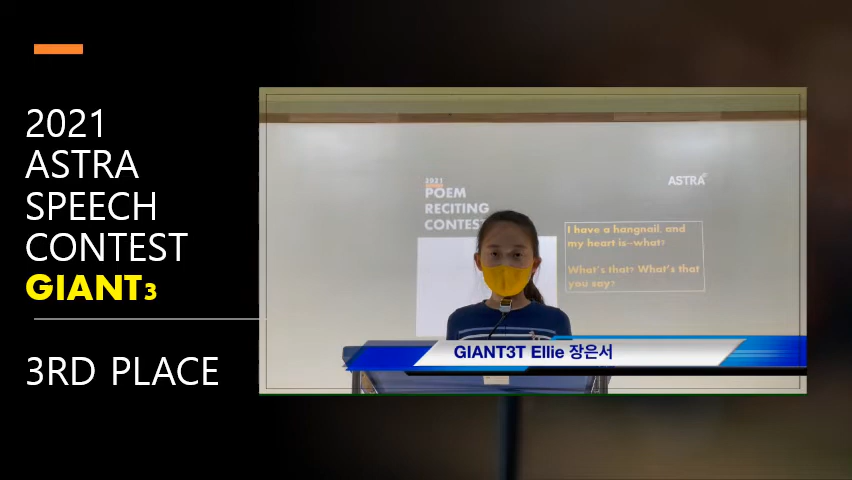 2021
ASTRA
SPEECH
CONTEST
GIANT3
3RD PLACE
2021
POEM
RECITING
CONTEST
ASTRA
I have a hangnail, and
my heart is—what?
What's that? What's that
you say?
GIANT3T Ellie 장은서